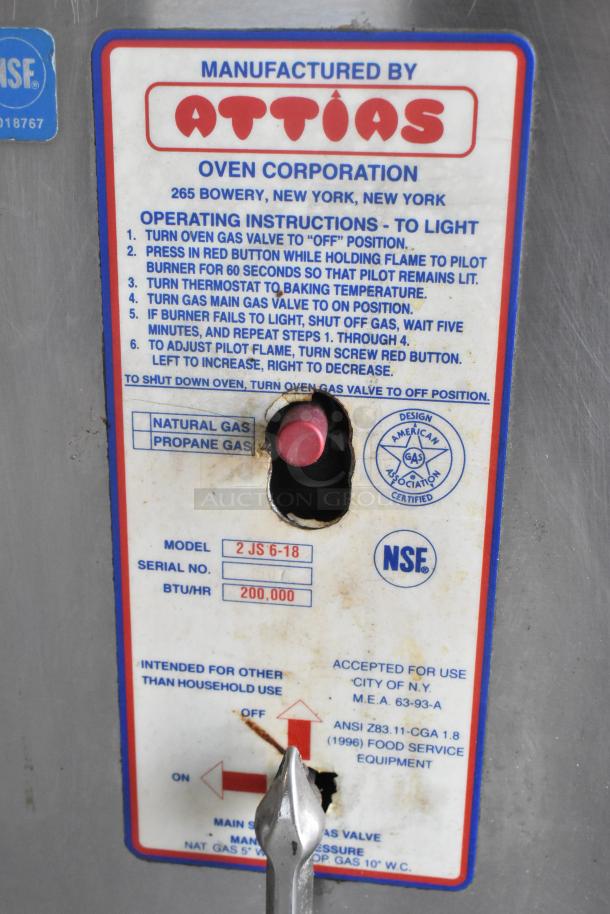 NSF®
018767
MANUFACTURED BY
ATTIAS
OVEN CORPORATION
265 BOWERY, NEW YORK, NEW YORK
OPERATING INSTRUCTIONS - TO LIGHT
1. TURN OVEN GAS VALVE TO "OFF" POSITION.
2. PRESS IN RED BUTTON WHILE HOLDING FLAME TO PILOT
BURNER FOR 60 SECONDS SO THAT PILOT REMAINS LIT.
3. TURN THERMOSTAT TO BAKING TEMPERATURE.
4. TURN GAS MAIN GAS VALVE TO ON POSITION.
5. IF BURNER FAILS TO LIGHT, SHUT OFF GAS, WAIT FIVE
MINUTES, AND REPEAT STEPS 1. THROUGH 4.
6. TO ADJUST PILOT FLAME, TURN SCREW RED BUTTON.
LEFT TO INCREASE, RIGHT TO DECREASE.
TO SHUT DOWN OVEN, TURN OVEN GAS VALVE TO OFF POSITION.
NATURAL GAS
PROPANE GAS
DESIGN
AMERICAN
GAS
ASSOCIATION
CERTIFIED
AUCTION GROUP
MODEL 2 JS 6-18
SERIAL NO.
BTU/HR 200,000
NSF®
INTENDED FOR OTHER
THAN HOUSEHOLD USE
ACCEPTED FOR USE
CITY OF N.Y.
M.E.A. 63-93-A
ANSI Z83.11-CGA 1.8
(1996) FOOD SERVICE
EQUIPMENT
OFF
ON
MAIN S AS VALVE
MAN ESSURE
NAT GAS 5" W OP. GAS 10" W.C.